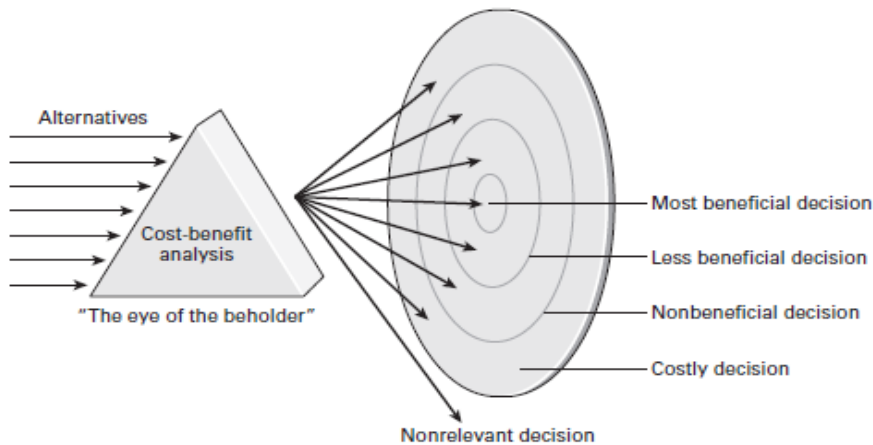 Alternatives
Cost-benefit
analysis
"The eye of the beholder"
Most beneficial decision
Less beneficial decision
Nonbeneficial decision
Costly decision
Nonrelevant decision